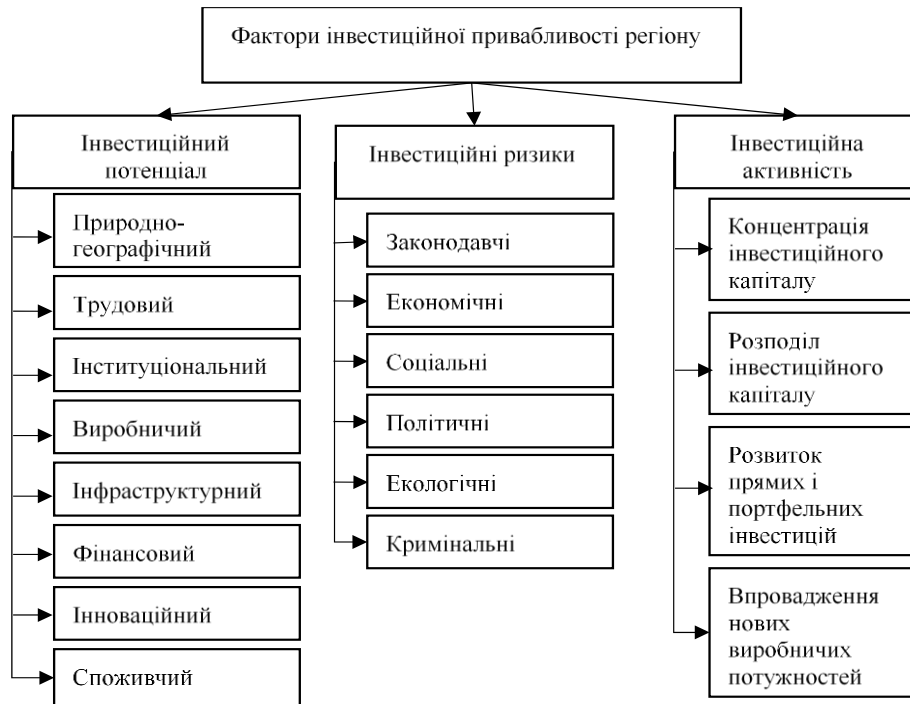 Фактори інвестиційної привабливості регіону
Інвестиційний
потенціал
Природно-
географічний
Трудовий
Інституціональний
Виробничий
Інфраструктурний
Фінансовий
Інноваційний
Споживчий
Інвестиційні ризики
Законодавчі
Економічні
Соціальні
Політичні
Екологічні
Кримінальні
Інвестиційна
активність
Концентрація
інвестиційного
капіталу
Розподіл
інвестиційного
капіталу
Розвиток
прямих і
портфельних
інвестицій
Впровадження
нових
виробничих
потужностей